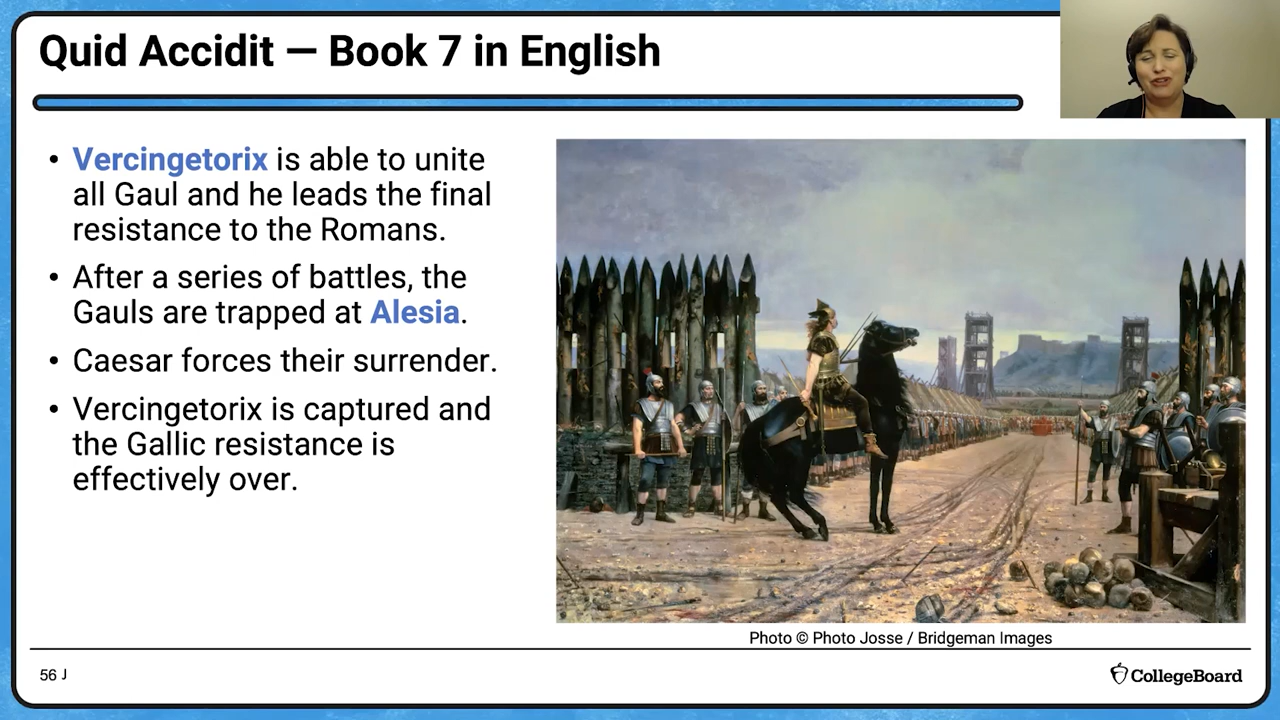 Quid Accidit — Book 7 in English
• Vercingetorix is able to unite
all Gaul and he leads the final
resistance to the Romans.
• After a series of battles, the
Gauls are trapped at Alesia.
• Caesar forces their surrender.
• Vercingetorix is captured and
the Gallic resistance is
effectively over.
Photo © Photo Josse / Bridgeman Images
56 J
CollegeBoard